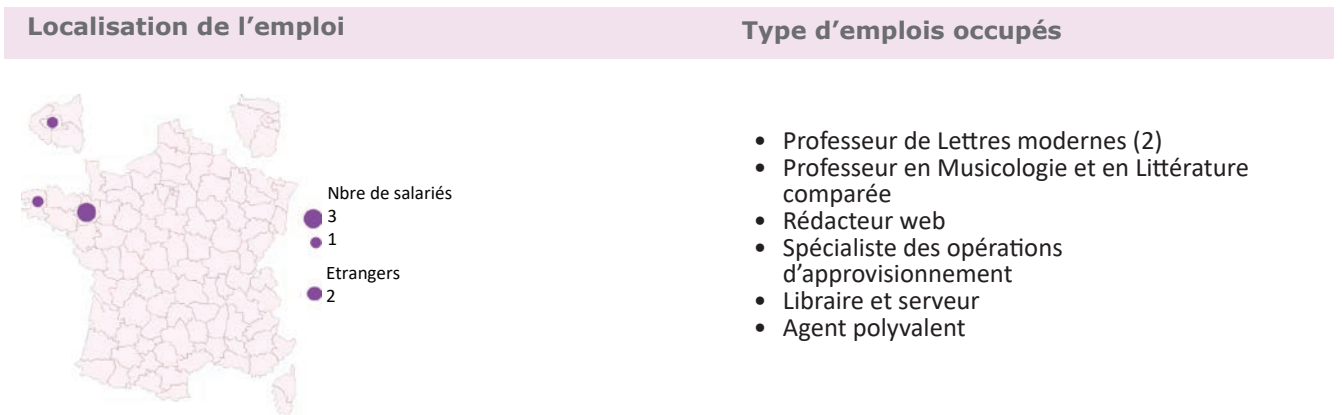 Localisation de l’emploi
Type d’emplois occupés
Nbre de salariés
3
1
Etrangers
2
• Professeur de Lettres modernes (2)
• Professeur en Musicologie et en Littérature
comparée
• Rédacteur web
• Spécialiste des opérations
d’approvisionnement
• Libraire et serveur
• Agent polyvalent